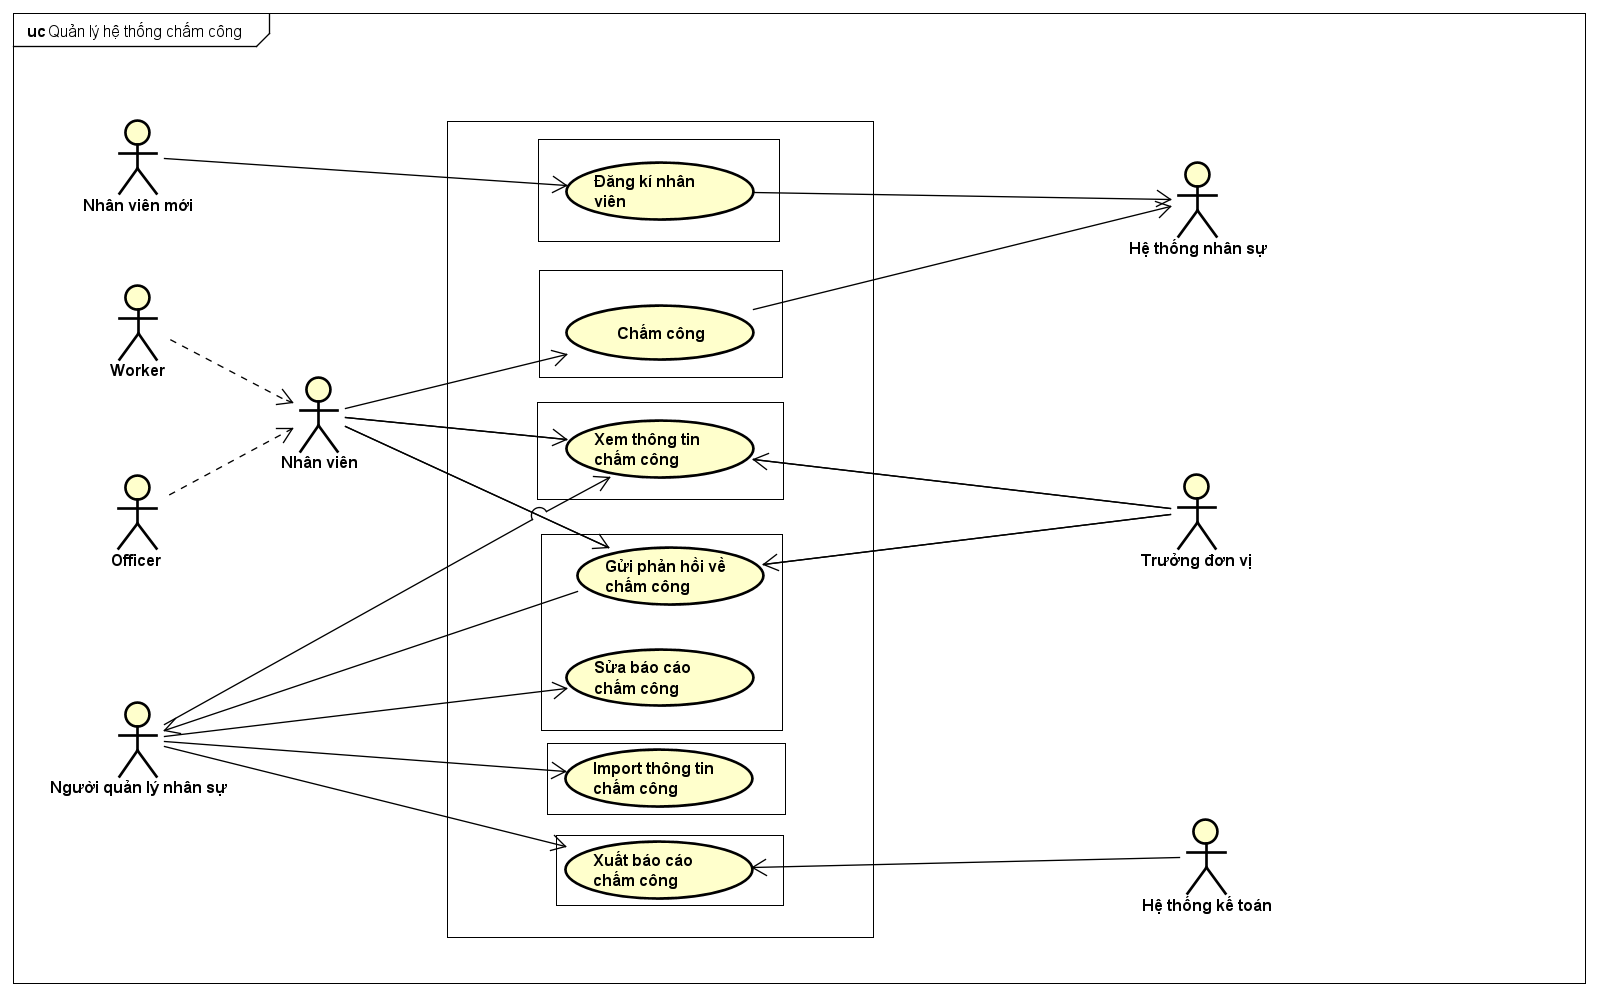 uc Quản lý hệ thống chấm công
Nhân viên mới
Đăng kí nhân
viên
Hệ thống nhân sự
Worker
Chấm công
Nhân viên
Xem thông tin
chấm công
Officer
Gửi phản hồi về
chấm công
Trưởng đơn vị
Sửa báo cáo
chấm công
Người quản lý nhân sự
Import thông tin
chấm công
Xuất báo cáo
chấm công
Hệ thống kế toán